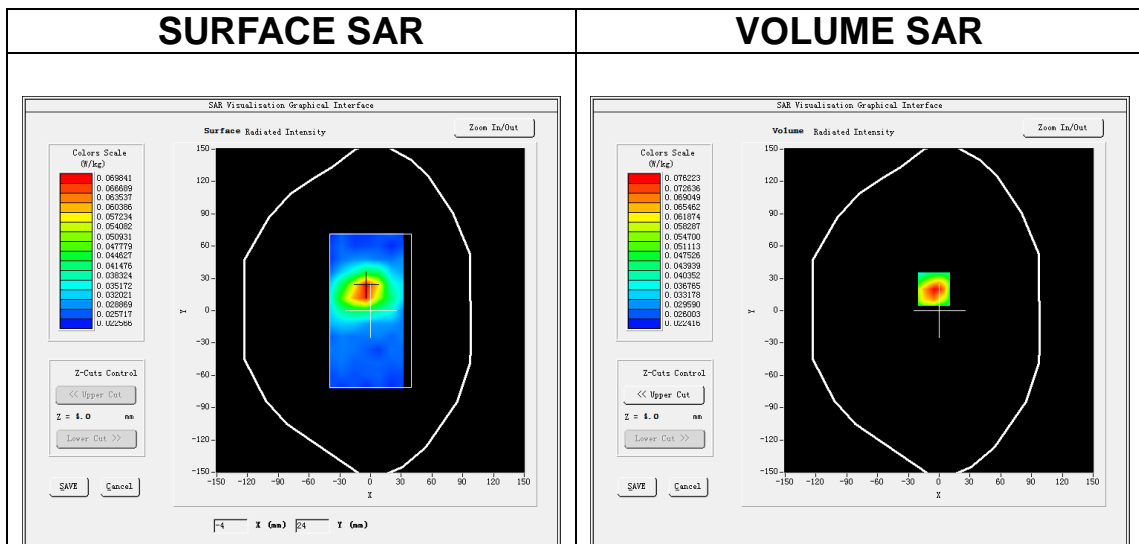 SURFACE SAR
VOLUME SAR
SAR Visualisation Graphical Interface
Surface Radiated Intensity
Zoom In/Out
Colors Scale
(W/kg)
0.069841
0.066689
0.063537
0.060386
0.057234
0.054082
0.050931
0.047779
0.044627
0.041476
0.038324
0.035172
0.032021
0.028869
0.025717
0.022566
150
120
90
60
30
0
-30
-60
-90
-120
-150
Y
-150 -120 -90 -60 -30 0 30 60 90 120 150
X
Z-Cuts Control
<< Upper Cut
Z = 4.0 mm
Lower Cut >>
SAVE Cancel
-4 X (mm) 24 Y (mm)
SAR Visualisation Graphical Interface
Volume Radiated Intensity
Zoom In/Out
Colors Scale
(W/kg)
0.076223
0.072636
0.069049
0.065462
0.061874
0.058287
0.054700
0.051113
0.047526
0.043939
0.040352
0.036765
0.033178
0.029590
0.026003
0.022416
150
120
90
60
30
0
-30
-60
-90
-120
-150
Y
-150 -120 -90 -60 -30 0 30 60 90 120 150
X
Z-Cuts Control
<< Upper Cut
Z = 4.0 mm
Lower Cut >>
SAVE Cancel